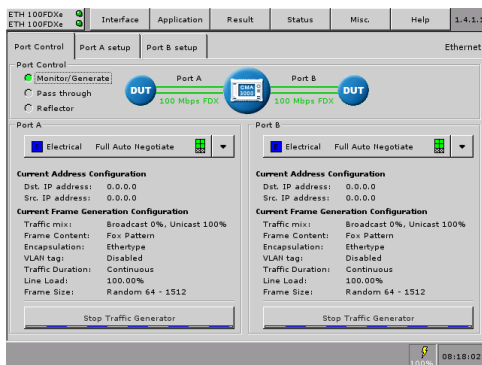 ETH 100FDXe
ETH 100FDXe
Interface Application Result Status Misc. Help 1.4.1.1
Port Control Port A setup Port B setup Ethernet
Port Control
Monitor/Generate
Pass through
Reflector
DUT Port A CMA 3000 Port B DUT
100 Mbps FDX 100 Mbps FDX
Port A
Electrical Full Auto Negotiate
Current Address Configuration
Dst. IP address: 0.0.0.0
Src. IP address: 0.0.0.0
Current Frame Generation Configuration
Traffic mix: Broadcast 0%, Unicast 100%
Frame Content: Fox Pattern
Encapsulation: Ethertype
VLAN tag: Disabled
Traffic Duration: Continuous
Line Load: 100.00%
Frame Size: Random 64 - 1512
Stop Traffic Generator
Port B
Electrical Full Auto Negotiate
Current Address Configuration
Dst. IP address: 0.0.0.0
Src. IP address: 0.0.0.0
Current Frame Generation Configuration
Traffic mix: Broadcast 0%, Unicast 100%
Frame Content: Fox Pattern
Encapsulation: Ethertype
VLAN tag: Disabled
Traffic Duration: Continuous
Line Load: 100.00%
Frame Size: Random 64 - 1512
Stop Traffic Generator
100% 08:18:02